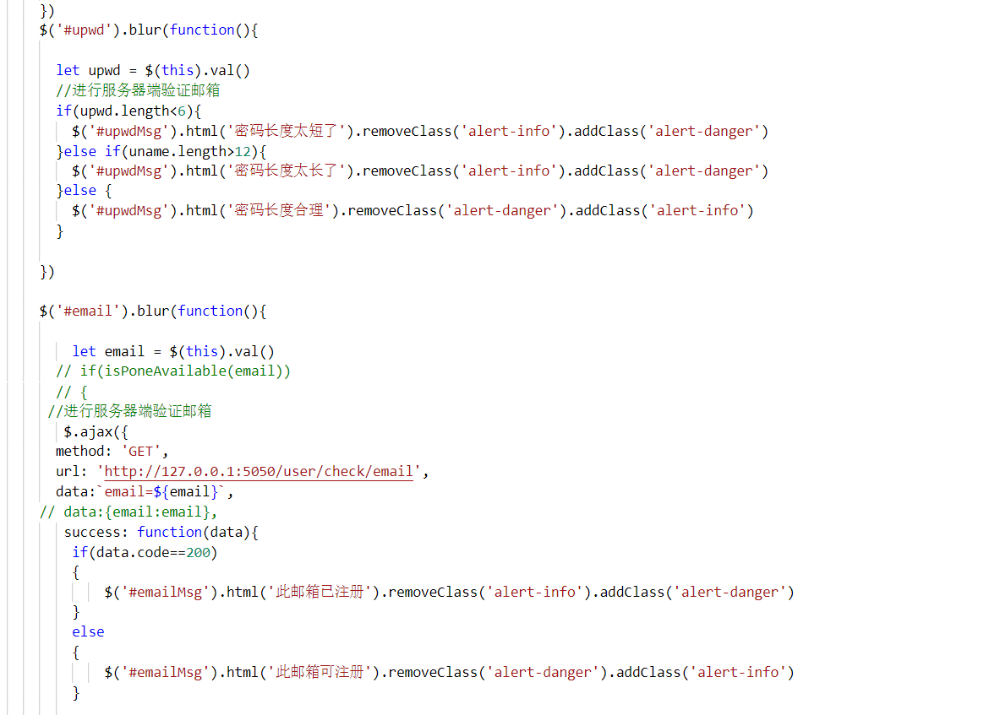 })
$('#upwd').blur(function(){
let upwd = $(this).val()
//进行服务器端验证邮箱
if(upwd.length<6){
$('#upwdMsg').html('密码长度太短了').removeClass('alert-info').addClass('alert-danger')
}else if(uname.length>12){
$('#upwdMsg').html('密码长度太长了').removeClass('alert-info').addClass('alert-danger')
}else {
$('#upwdMsg').html('密码长度合理').removeClass('alert-danger').addClass('alert-info')
}
})
$('#email').blur(function(){
let email = $(this).val()
// if(isPoneAvailable(email))
// {
//进行服务器端验证邮箱
$.ajax({
method: 'GET',
url: 'http://127.0.0.1:5050/user/check/email',
data:`email=${email}`,
// data:{email:email},
success: function(data){
if(data.code==200)
{
$('#emailMsg').html('此邮箱已注册').removeClass('alert-info').addClass('alert-danger')
}
else
{
$('#emailMsg').html('此邮箱可注册').removeClass('alert-danger').addClass('alert-info')
}